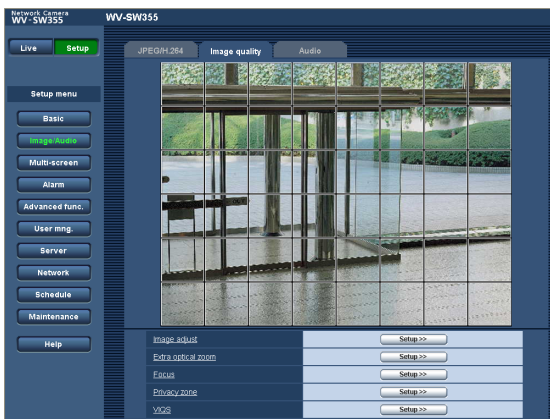 Network Camera
WV-SW355
WV-SW355
Live
Setup
JPEG/H.264
Image quality
Audio
Setup menu
Basic
Image/Audio
Multi-screen
Alarm
Advanced func.
User mng.
Server
Network
Schedule
Maintenance
Help
Image adjust
Setup >>
Extra optical zoom
Setup >>
Focus
Setup >>
Privacy zone
Setup >>
VIQS
Setup >>